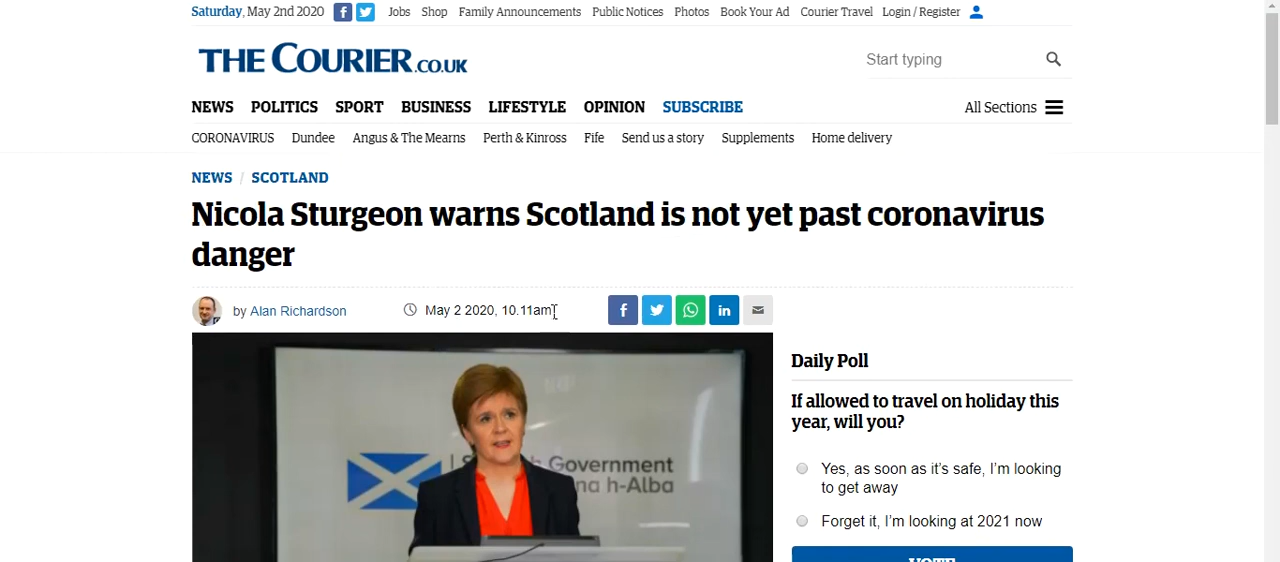 Saturday, May 2nd 2020 Jobs Shop Family Announcements Public Notices Photos Book Your Ad Courier Travel Login / Register
THE COURIER.CO.UK
Start typing
NEWS POLITICS SPORT BUSINESS LIFESTYLE OPINION SUBSCRIBE All Sections
CORONAVIRUS Dundee Angus & The Mearns Perth & Kinross Fife Send us a story Supplements Home delivery
NEWS / SCOTLAND
Nicola Sturgeon warns Scotland is not yet past coronavirus
danger
by Alan Richardson May 2 2020, 10.11am
Daily Poll
If allowed to travel on holiday this
year, will you?
Yes, as soon as it's safe, I'm looking
to get away
Forget it, I'm looking at 2021 now
VOTE
Government
na h-Alba